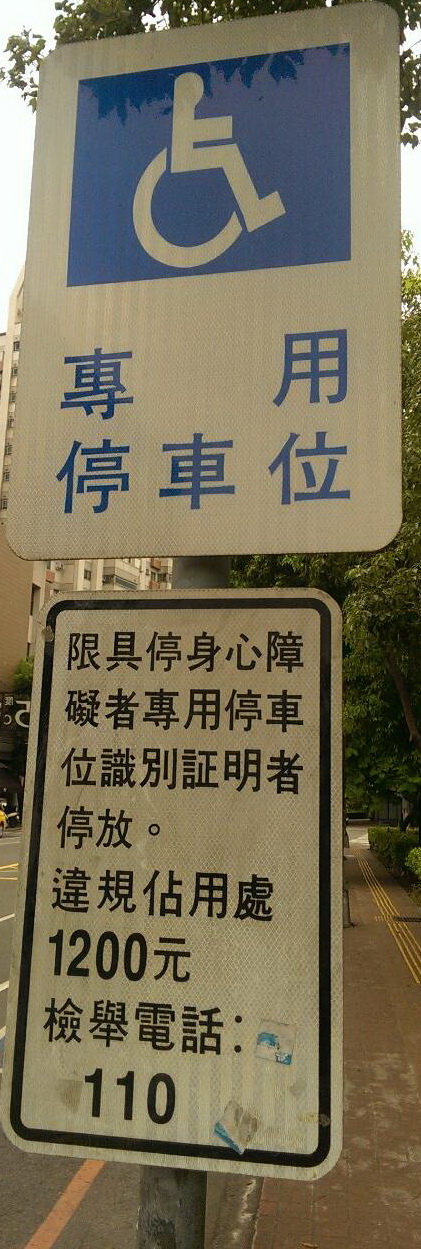 專 用
停車位
限具停身心障
礙者專用停車
位識別証明者
停放。
違規佔用處
1200元
檢舉電話：
110